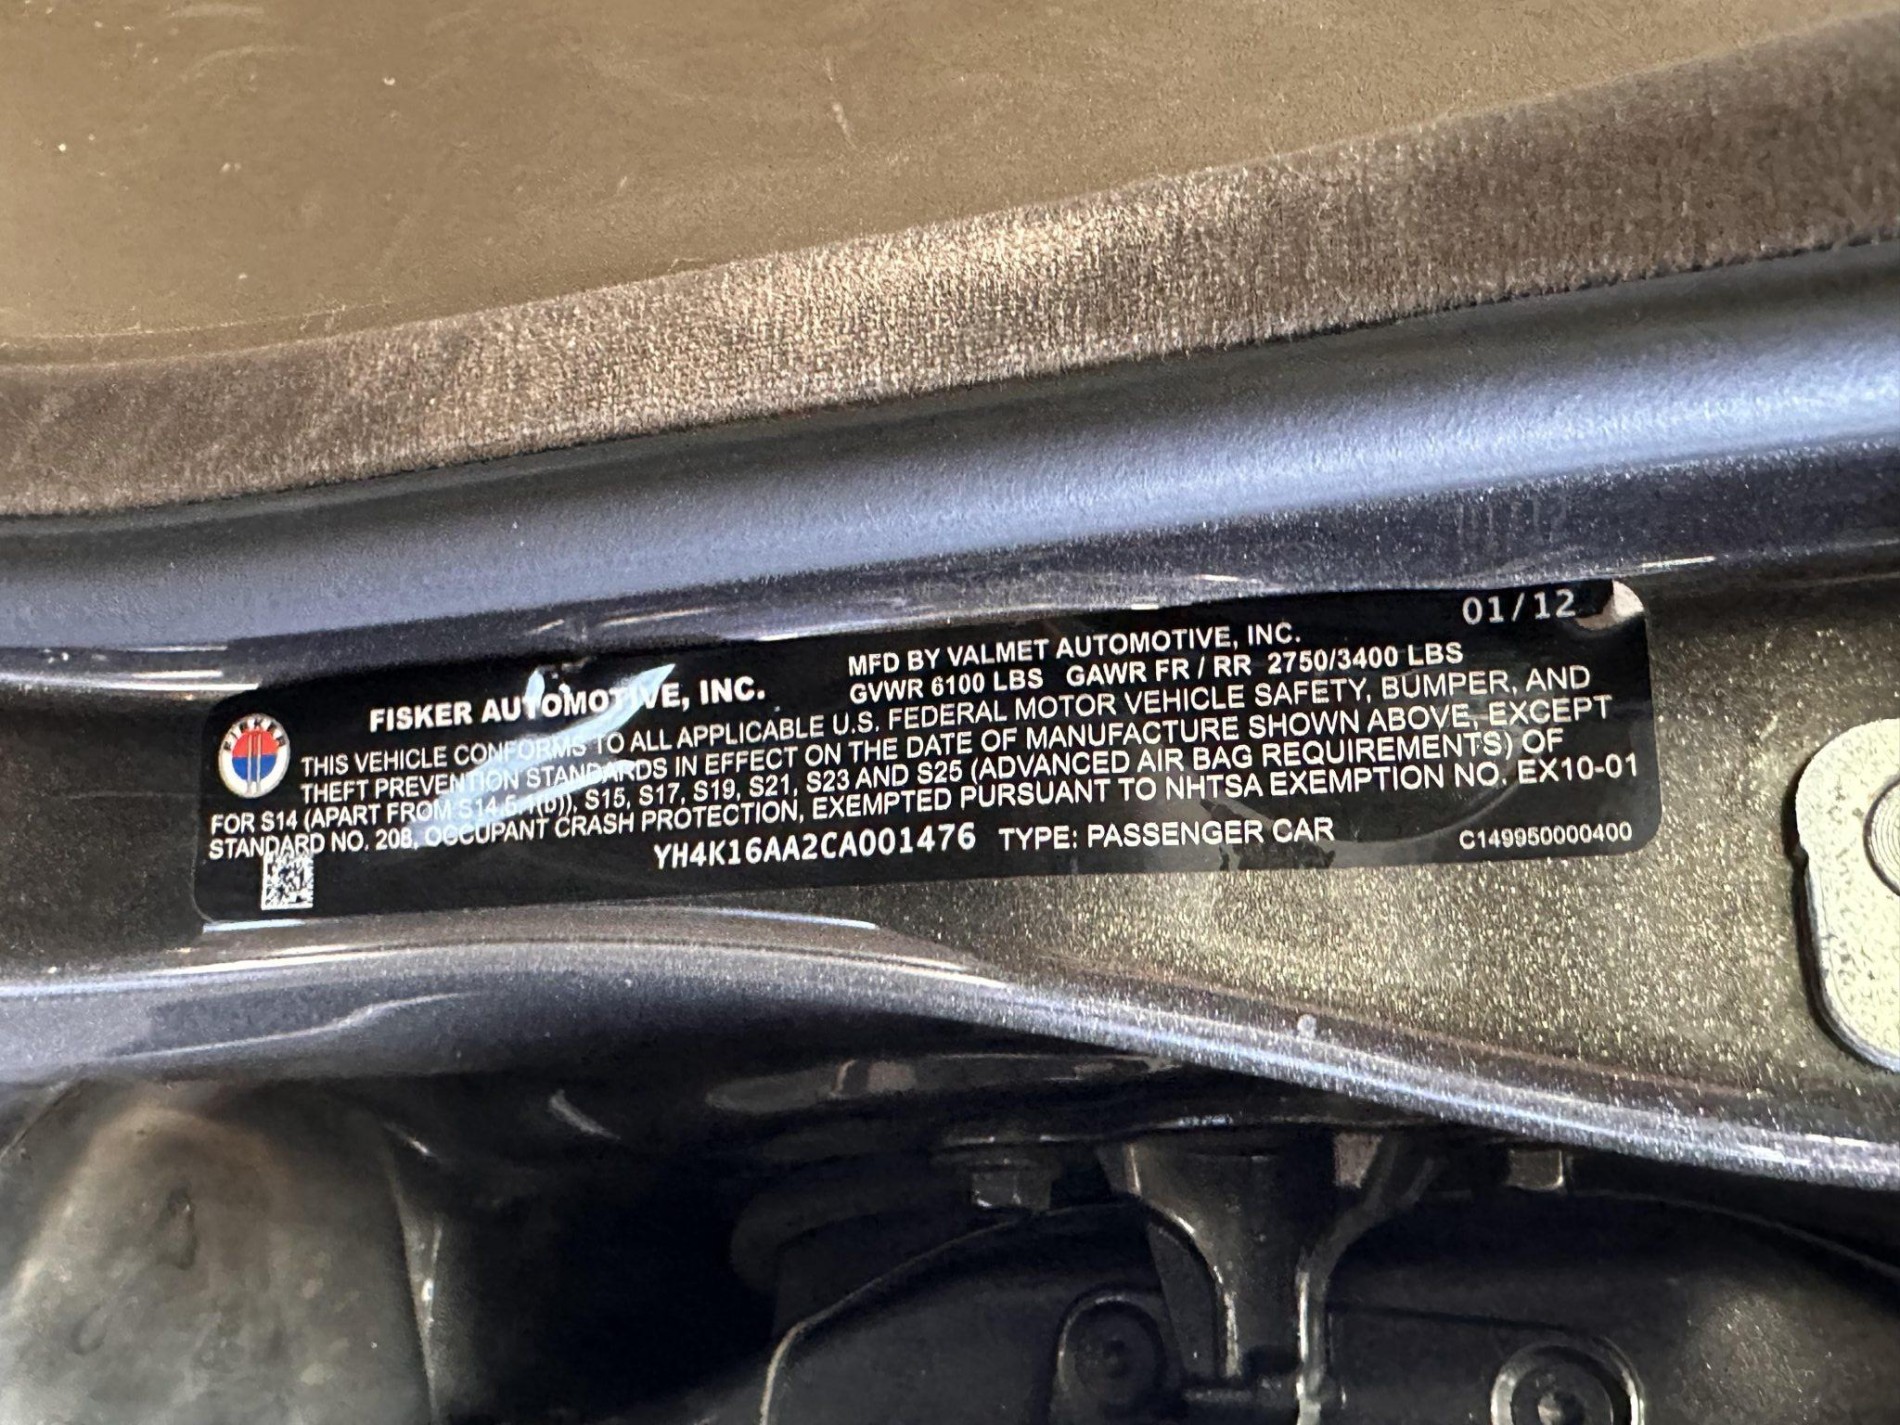 01/12
MFD BY VALMET AUTOMOTIVE, INC.
FISKER AUTOMOTIVE, INC.
GVWR 6100 LBS GAWR FR / RR 2750/3400 LBS
FISKER
THIS VEHICLE CONFORMS TO ALL APPLICABLE U.S. FEDERAL MOTOR VEHICLE SAFETY, BUMPER, AND
THEFT PREVENTION STANDARDS IN EFFECT ON THE DATE OF MANUFACTURE SHOWN ABOVE, EXCEPT
FOR S14 (APART FROM S14.5.1(b)), S15, S17, S19, S21, S23 AND S25 (ADVANCED AIR BAG REQUIREMENTS) OF
STANDARD NO. 208, OCCUPANT CRASH PROTECTION, EXEMPTED PURSUANT TO NHTSA EXEMPTION NO. EX10-01
YH4K16AA2CA001476 TYPE: PASSENGER CAR
C149950000400